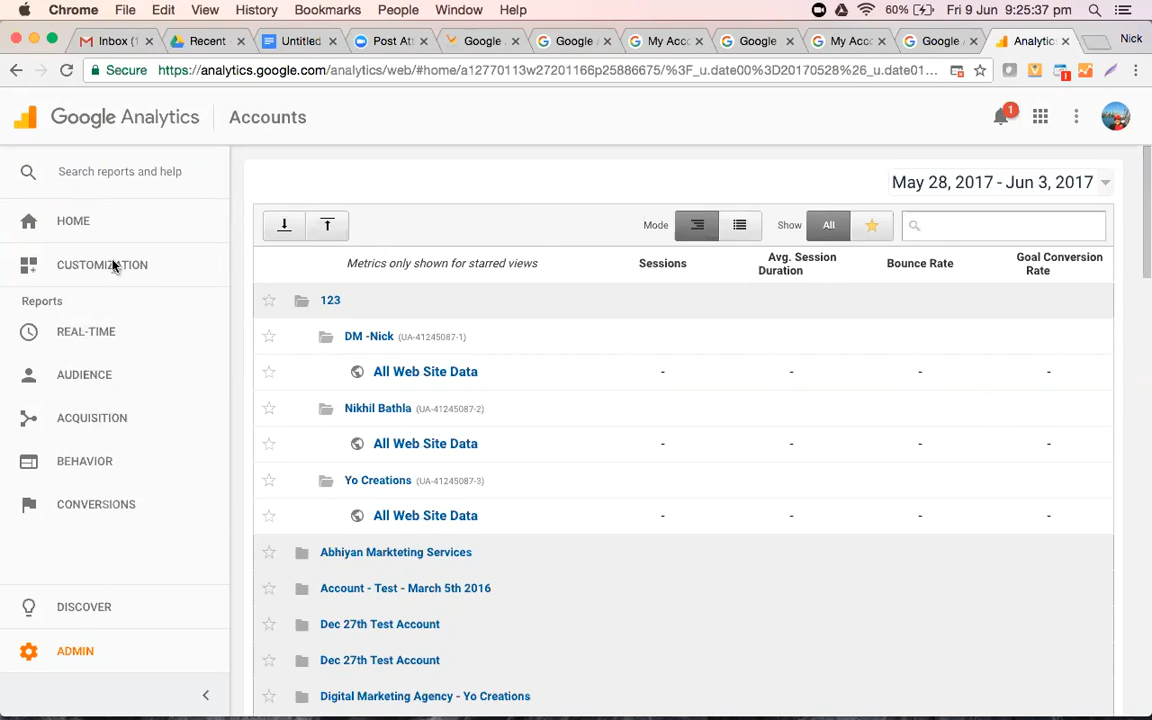 Chrome File Edit View History Bookmarks People Window Help 60% Fri 9 Jun 9:25:37 pm
Inbox (1 Recent Untitled Post Att Google Google My Acc Google My Acc Google Analytic Nick
Secure https://analytics.google.com/analytics/web/#home/a12770113w27201166p25886675/%3F_u.date00%3D20170528%26_u.date01...
Google Analytics Accounts 1
Search reports and help
May 28, 2017 - Jun 3, 2017
HOME
Mode Show All
CUSTOMIZATION
Metrics only shown for starred views Sessions Avg. Session Duration Bounce Rate Goal Conversion Rate
Reports
123
REAL-TIME
DM -Nick (UA-41245087-1)
All Web Site Data - - - -
AUDIENCE
Nikhil Bathla (UA-41245087-2)
ACQUISITION
All Web Site Data - - - -
BEHAVIOR
Yo Creations (UA-41245087-3)
CONVERSIONS
All Web Site Data - - - -
Abhiyan Markteting Services
Account - Test - March 5th 2016
DISCOVER
Dec 27th Test Account
ADMIN
Dec 27th Test Account
Digital Marketing Agency - Yo Creations